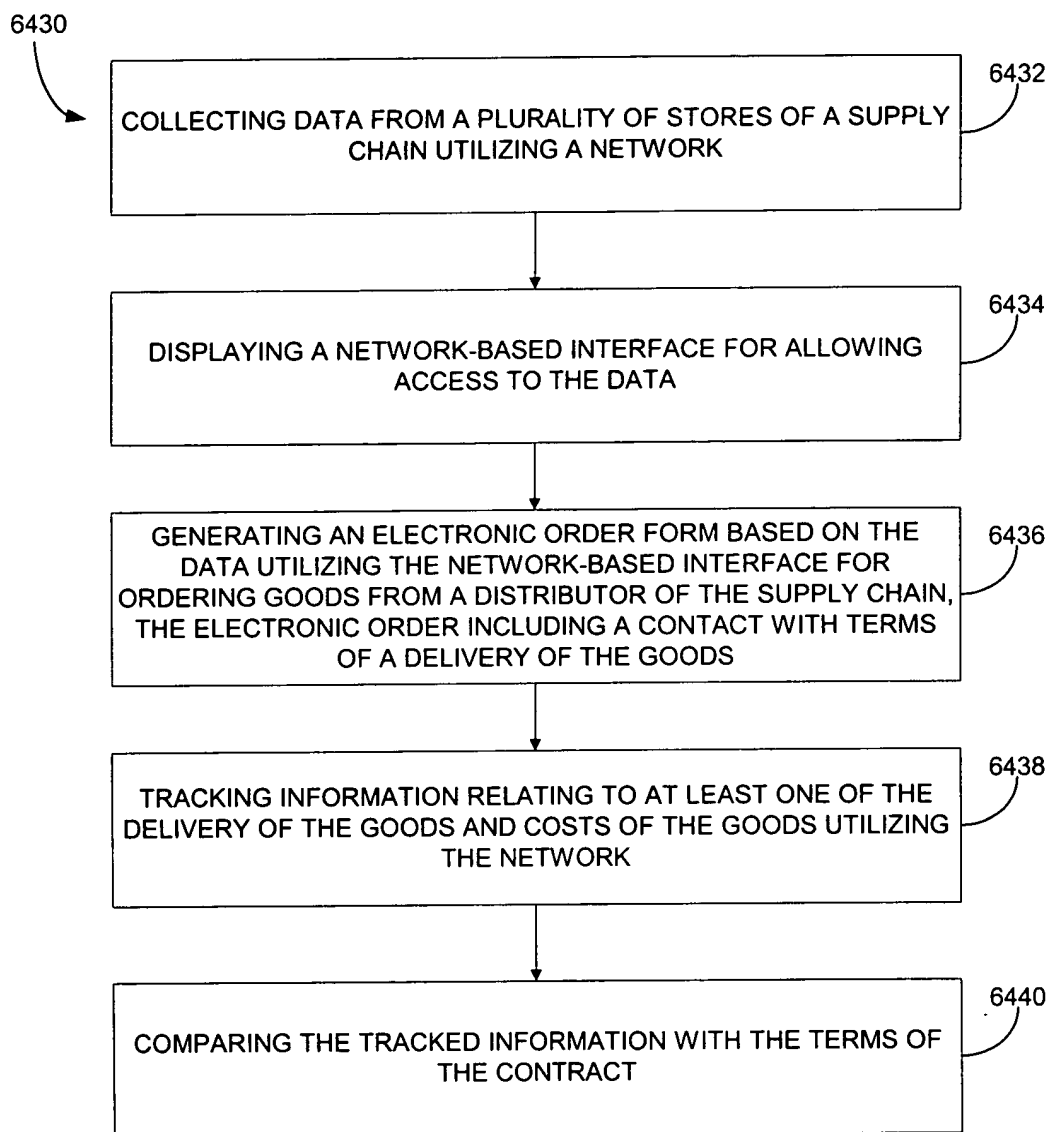 6430
6432
COLLECTING DATA FROM A PLURALITY OF STORES OF A SUPPLY
CHAIN UTILIZING A NETWORK
6434
DISPLAYING A NETWORK-BASED INTERFACE FOR ALLOWING
ACCESS TO THE DATA
6436
GENERATING AN ELECTRONIC ORDER FORM BASED ON THE
DATA UTILIZING THE NETWORK-BASED INTERFACE FOR
ORDERING GOODS FROM A DISTRIBUTOR OF THE SUPPLY CHAIN,
THE ELECTRONIC ORDER INCLUDING A CONTACT WITH TERMS
OF A DELIVERY OF THE GOODS
6438
TRACKING INFORMATION RELATING TO AT LEAST ONE OF THE
DELIVERY OF THE GOODS AND COSTS OF THE GOODS UTILIZING
THE NETWORK
6440
COMPARING THE TRACKED INFORMATION WITH THE TERMS OF
THE CONTRACT